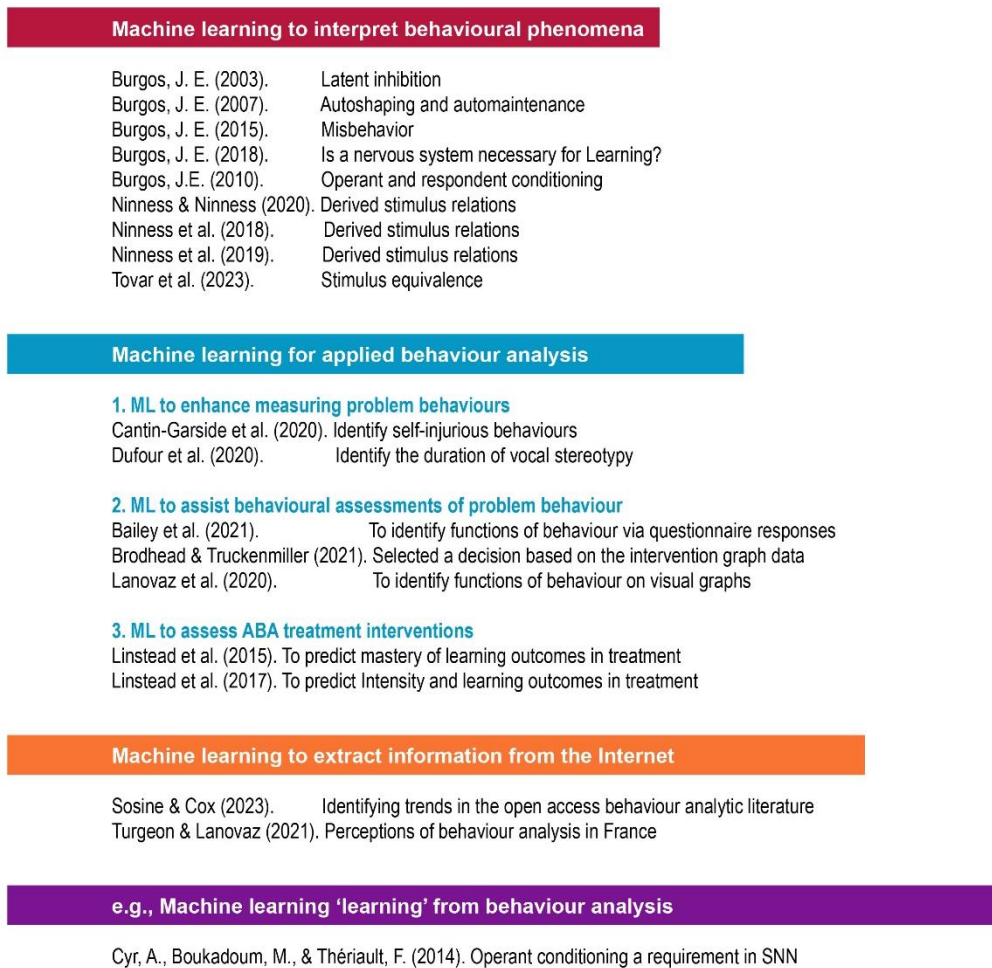 Machine learning to interpret behavioural phenomena
Burgos, J. E. (2003). Latent inhibition
Burgos, J. E. (2007). Autoshaping and automaintenance
Burgos, J. E. (2015). Misbehavior
Burgos, J. E. (2018). Is a nervous system necessary for Learning?
Burgos, J.E. (2010). Operant and respondent conditioning
Ninness & Ninness (2020). Derived stimulus relations
Ninness et al. (2018). Derived stimulus relations
Ninness et al. (2019). Derived stimulus relations
Tovar et al. (2023). Stimulus equivalence
Machine learning for applied behaviour analysis
1. ML to enhance measuring problem behaviours
Cantin-Garside et al. (2020). Identify self-injurious behaviours
Dufour et al. (2020). Identify the duration of vocal stereotypy
2. ML to assist behavioural assessments of problem behaviour
Bailey et al. (2021). To identify functions of behaviour via questionnaire responses
Brodhead & Truckenmiller (2021). Selected a decision based on the intervention graph data
Lanovaz et al. (2020). To identify functions of behaviour on visual graphs
3. ML to assess ABA treatment interventions
Linstead et al. (2015). To predict mastery of learning outcomes in treatment
Linstead et al. (2017). To predict Intensity and learning outcomes in treatment
Machine learning to extract information from the Internet
Sosine & Cox (2023). Identifying trends in the open access behaviour analytic literature
Turgeon & Lanovaz (2021). Perceptions of behaviour analysis in France
e.g., Machine learning ‘learning’ from behaviour analysis
Cyr, A., Boukadoum, M., & Thériault, F. (2014). Operant conditioning a requirement in SNN